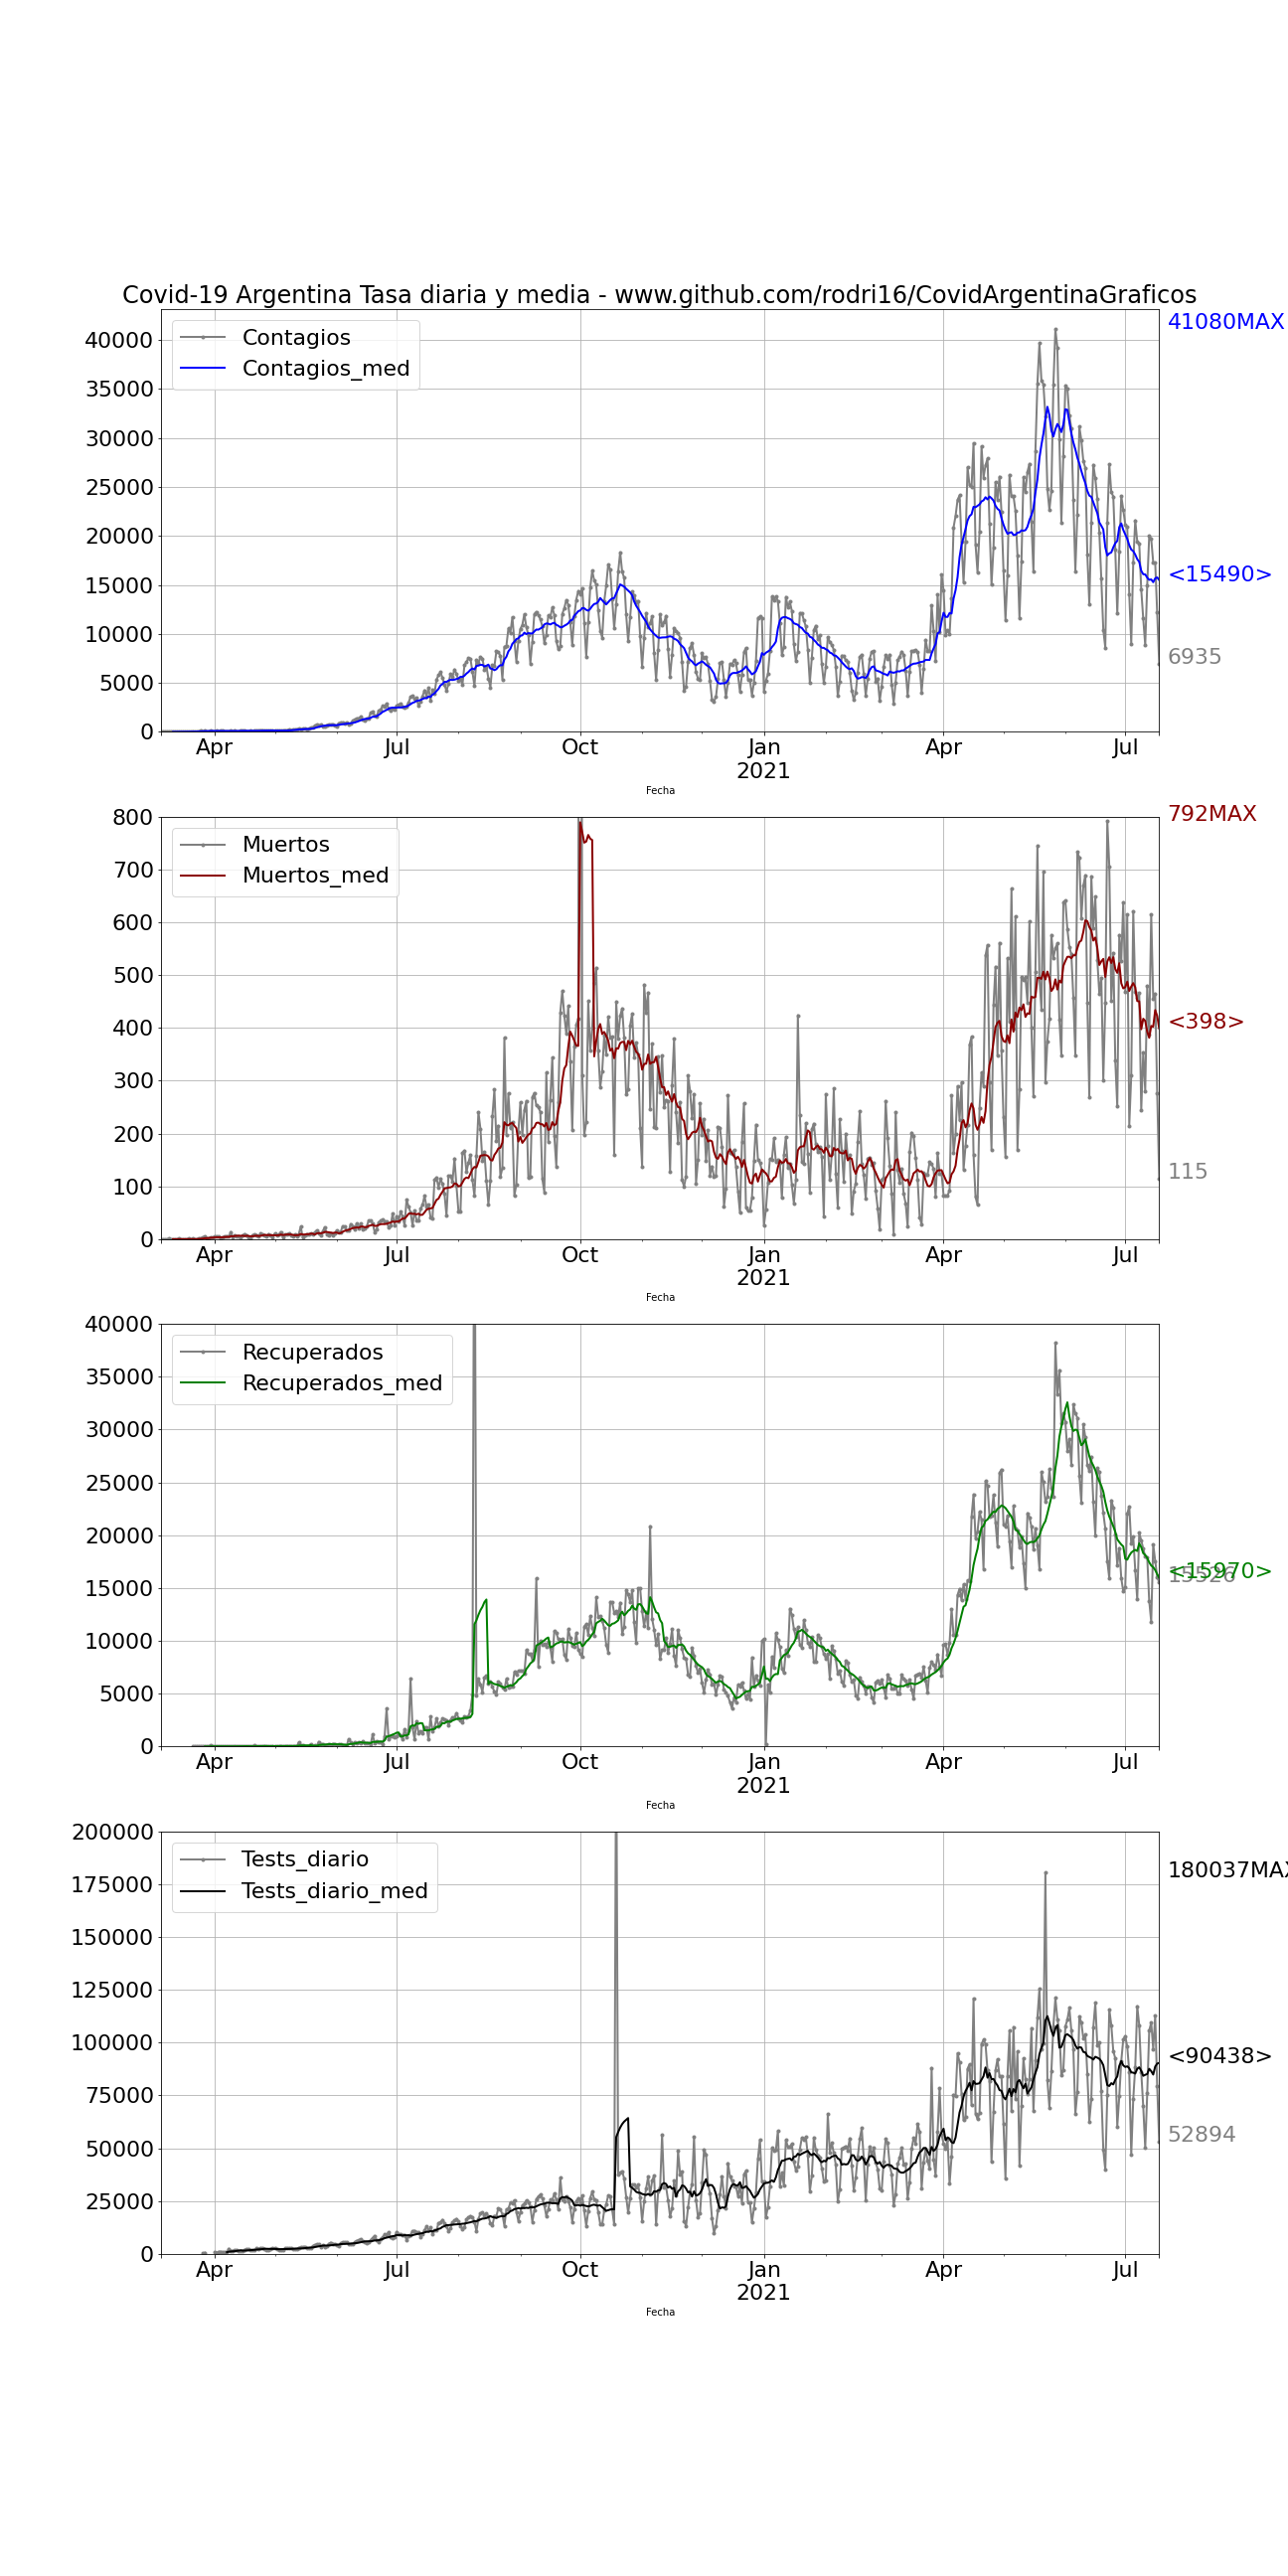 Covid-19 Argentina Tasa diaria y media - www.github.com/rodri16/CovidArgentinaGraficos
41080MAX
40000
35000
30000
25000
20000
15000
10000
5000
0
Contagios
Contagios_med
<15490>
6935
Apr Jul Oct Jan Apr Jul
2021
Fecha
792MAX
800
700
600
500
400
300
200
100
0
Muertos
Muertos_med
<398>
115
Apr Jul Oct Jan Apr Jul
2021
Fecha
40000
35000
30000
25000
20000
15000
10000
5000
0
Recuperados
Recuperados_med
<15970>
15526
Apr Jul Oct Jan Apr Jul
2021
Fecha
200000
175000
150000
125000
100000
75000
50000
25000
0
Tests_diario
Tests_diario_med
180037MAX
<90438>
52894
Apr Jul Oct Jan Apr Jul
2021
Fecha